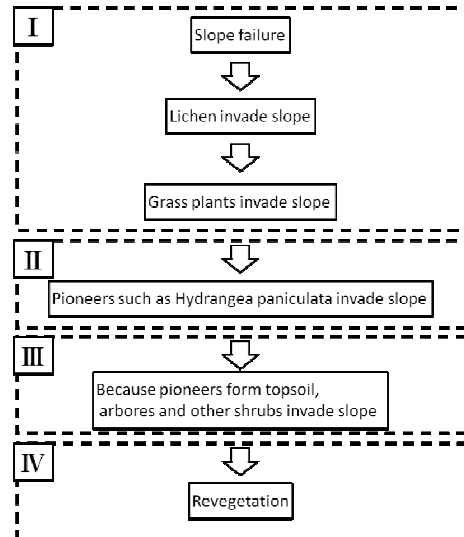 I
Slope failure
Lichen invade slope
Grass plants invade slope
II
Pioneers such as Hydrangea paniculata invade slope
III
Because pioneers form topsoil,
arbores and other shrubs invade slope
IV
Revegetation